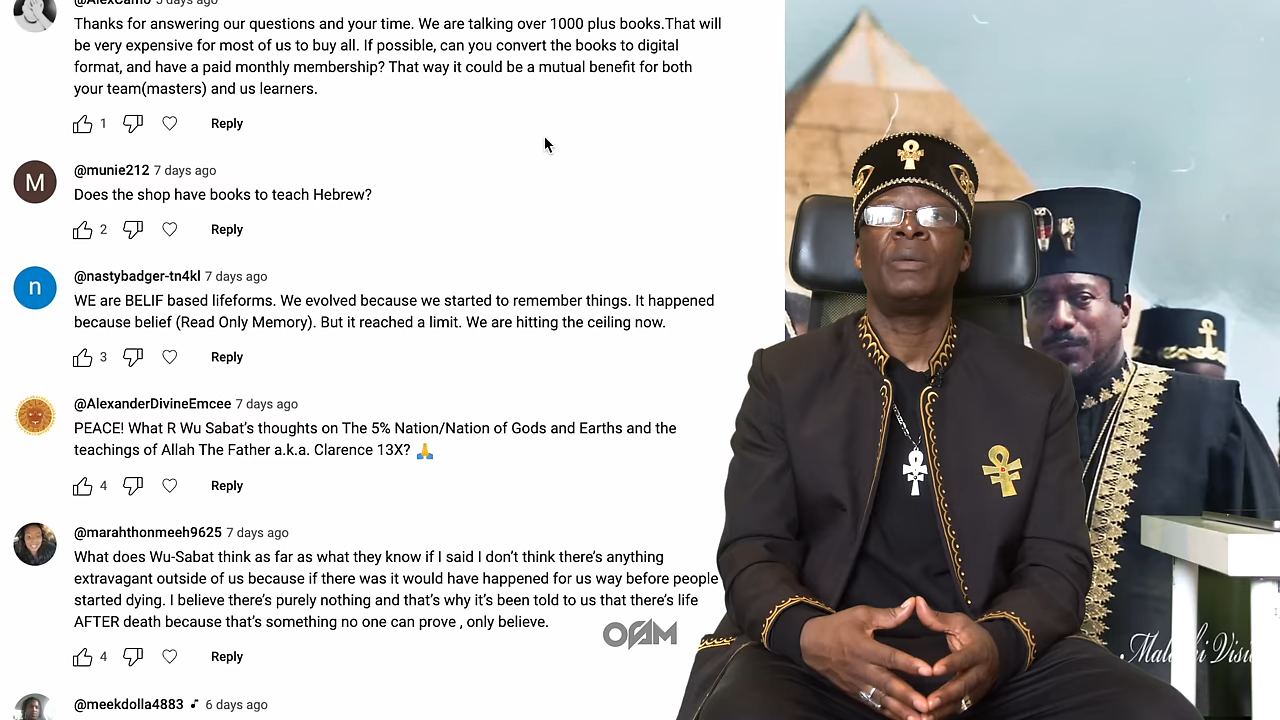 @AlexCamo 5 days ago
Thanks for answering our questions and your time. We are talking over 1000 plus books.That will
be very expensive for most of us to buy all. If possible, can you convert the books to digital
format, and have a paid monthly membership? That way it could be a mutual benefit for both
your team(masters) and us learners.
1 Reply
@munie212 7 days ago
M
Does the shop have books to teach Hebrew?
2 Reply
@nastybadger-tn4kl 7 days ago
n
WE are BELIF based lifeforms. We evolved because we started to remember things. It happened
because belief (Read Only Memory). But it reached a limit. We are hitting the ceiling now.
3 Reply
@AlexanderDivineEmcee 7 days ago
PEACE! What R Wu Sabat's thoughts on The 5% Nation/Nation of Gods and Earths and the
teachings of Allah The Father a.k.a. Clarence 13X? 🙏
4 Reply
@marahthonmeeh9625 7 days ago
What does Wu-Sabat think as far as what they know if I said I don't think there's anything
extravagant outside of us because if there was it would have happened for us way before people
started dying. I believe there's purely nothing and that's why it's been told to us that there's life
AFTER death because that's something no one can prove , only believe.
4 Reply
@meekdolla4883 6 days ago
OFAM